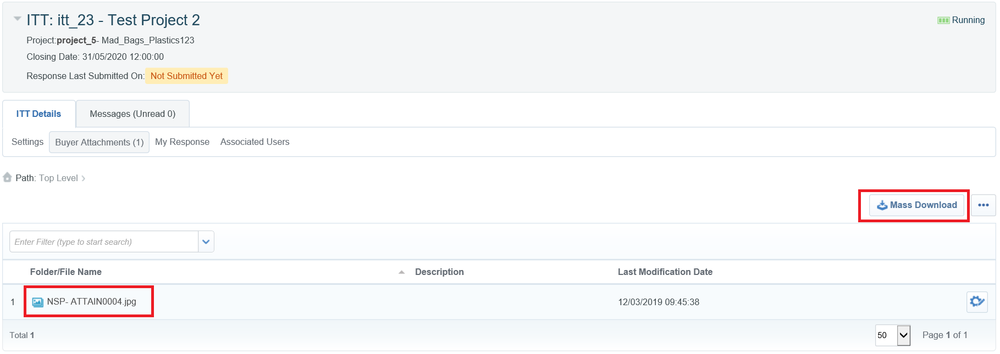 ITT: itt_23 - Test Project 2
Running
Project:project_5- Mad_Bags_Plastics123
Closing Date: 31/05/2020 12:00:00
Response Last Submitted On: Not Submitted Yet
ITT Details Messages (Unread 0)
Settings Buyer Attachments (1) My Response Associated Users
Path: Top Level
Mass Download
Enter Filter (type to start search)
Folder/File Name Description Last Modification Date
1 NSP- ATTAIN0004.jpg 12/03/2019 09:45:38
Total 1 50 Page 1 of 1